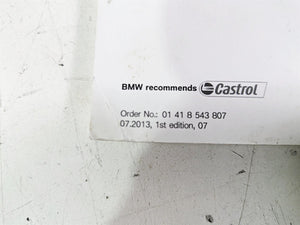 BMW recommends Castrol
Order No.: 01 41 8 543 807
07.2013, 1st edition, 07